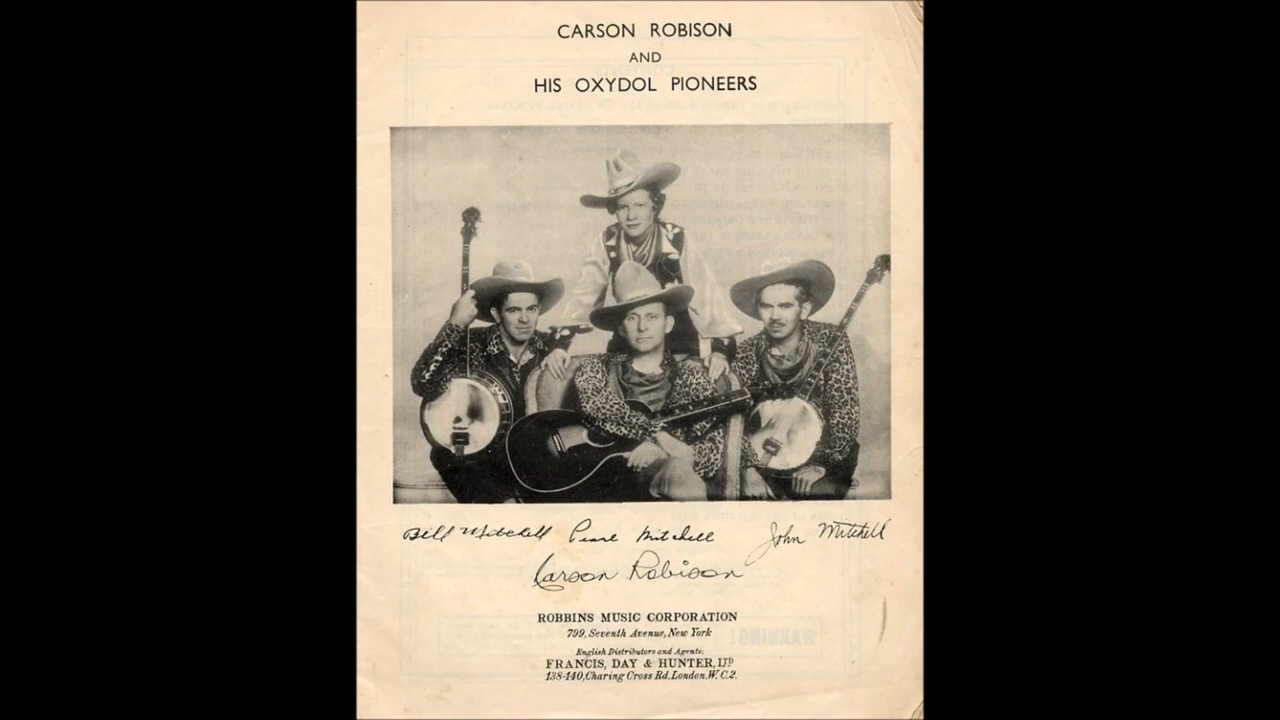 CARSON ROBISON
AND
HIS OXYDOL PIONEERS
Bill Mitchell Pearl Mitchell John Mitchell
Carson Robison
ROBBINS MUSIC CORPORATION
799, Seventh Avenue, New York
English Distributors and Agents:
FRANCIS, DAY & HUNTER, LTD
138-140, Charing Cross Rd. London. W.C.2.
WARNING!